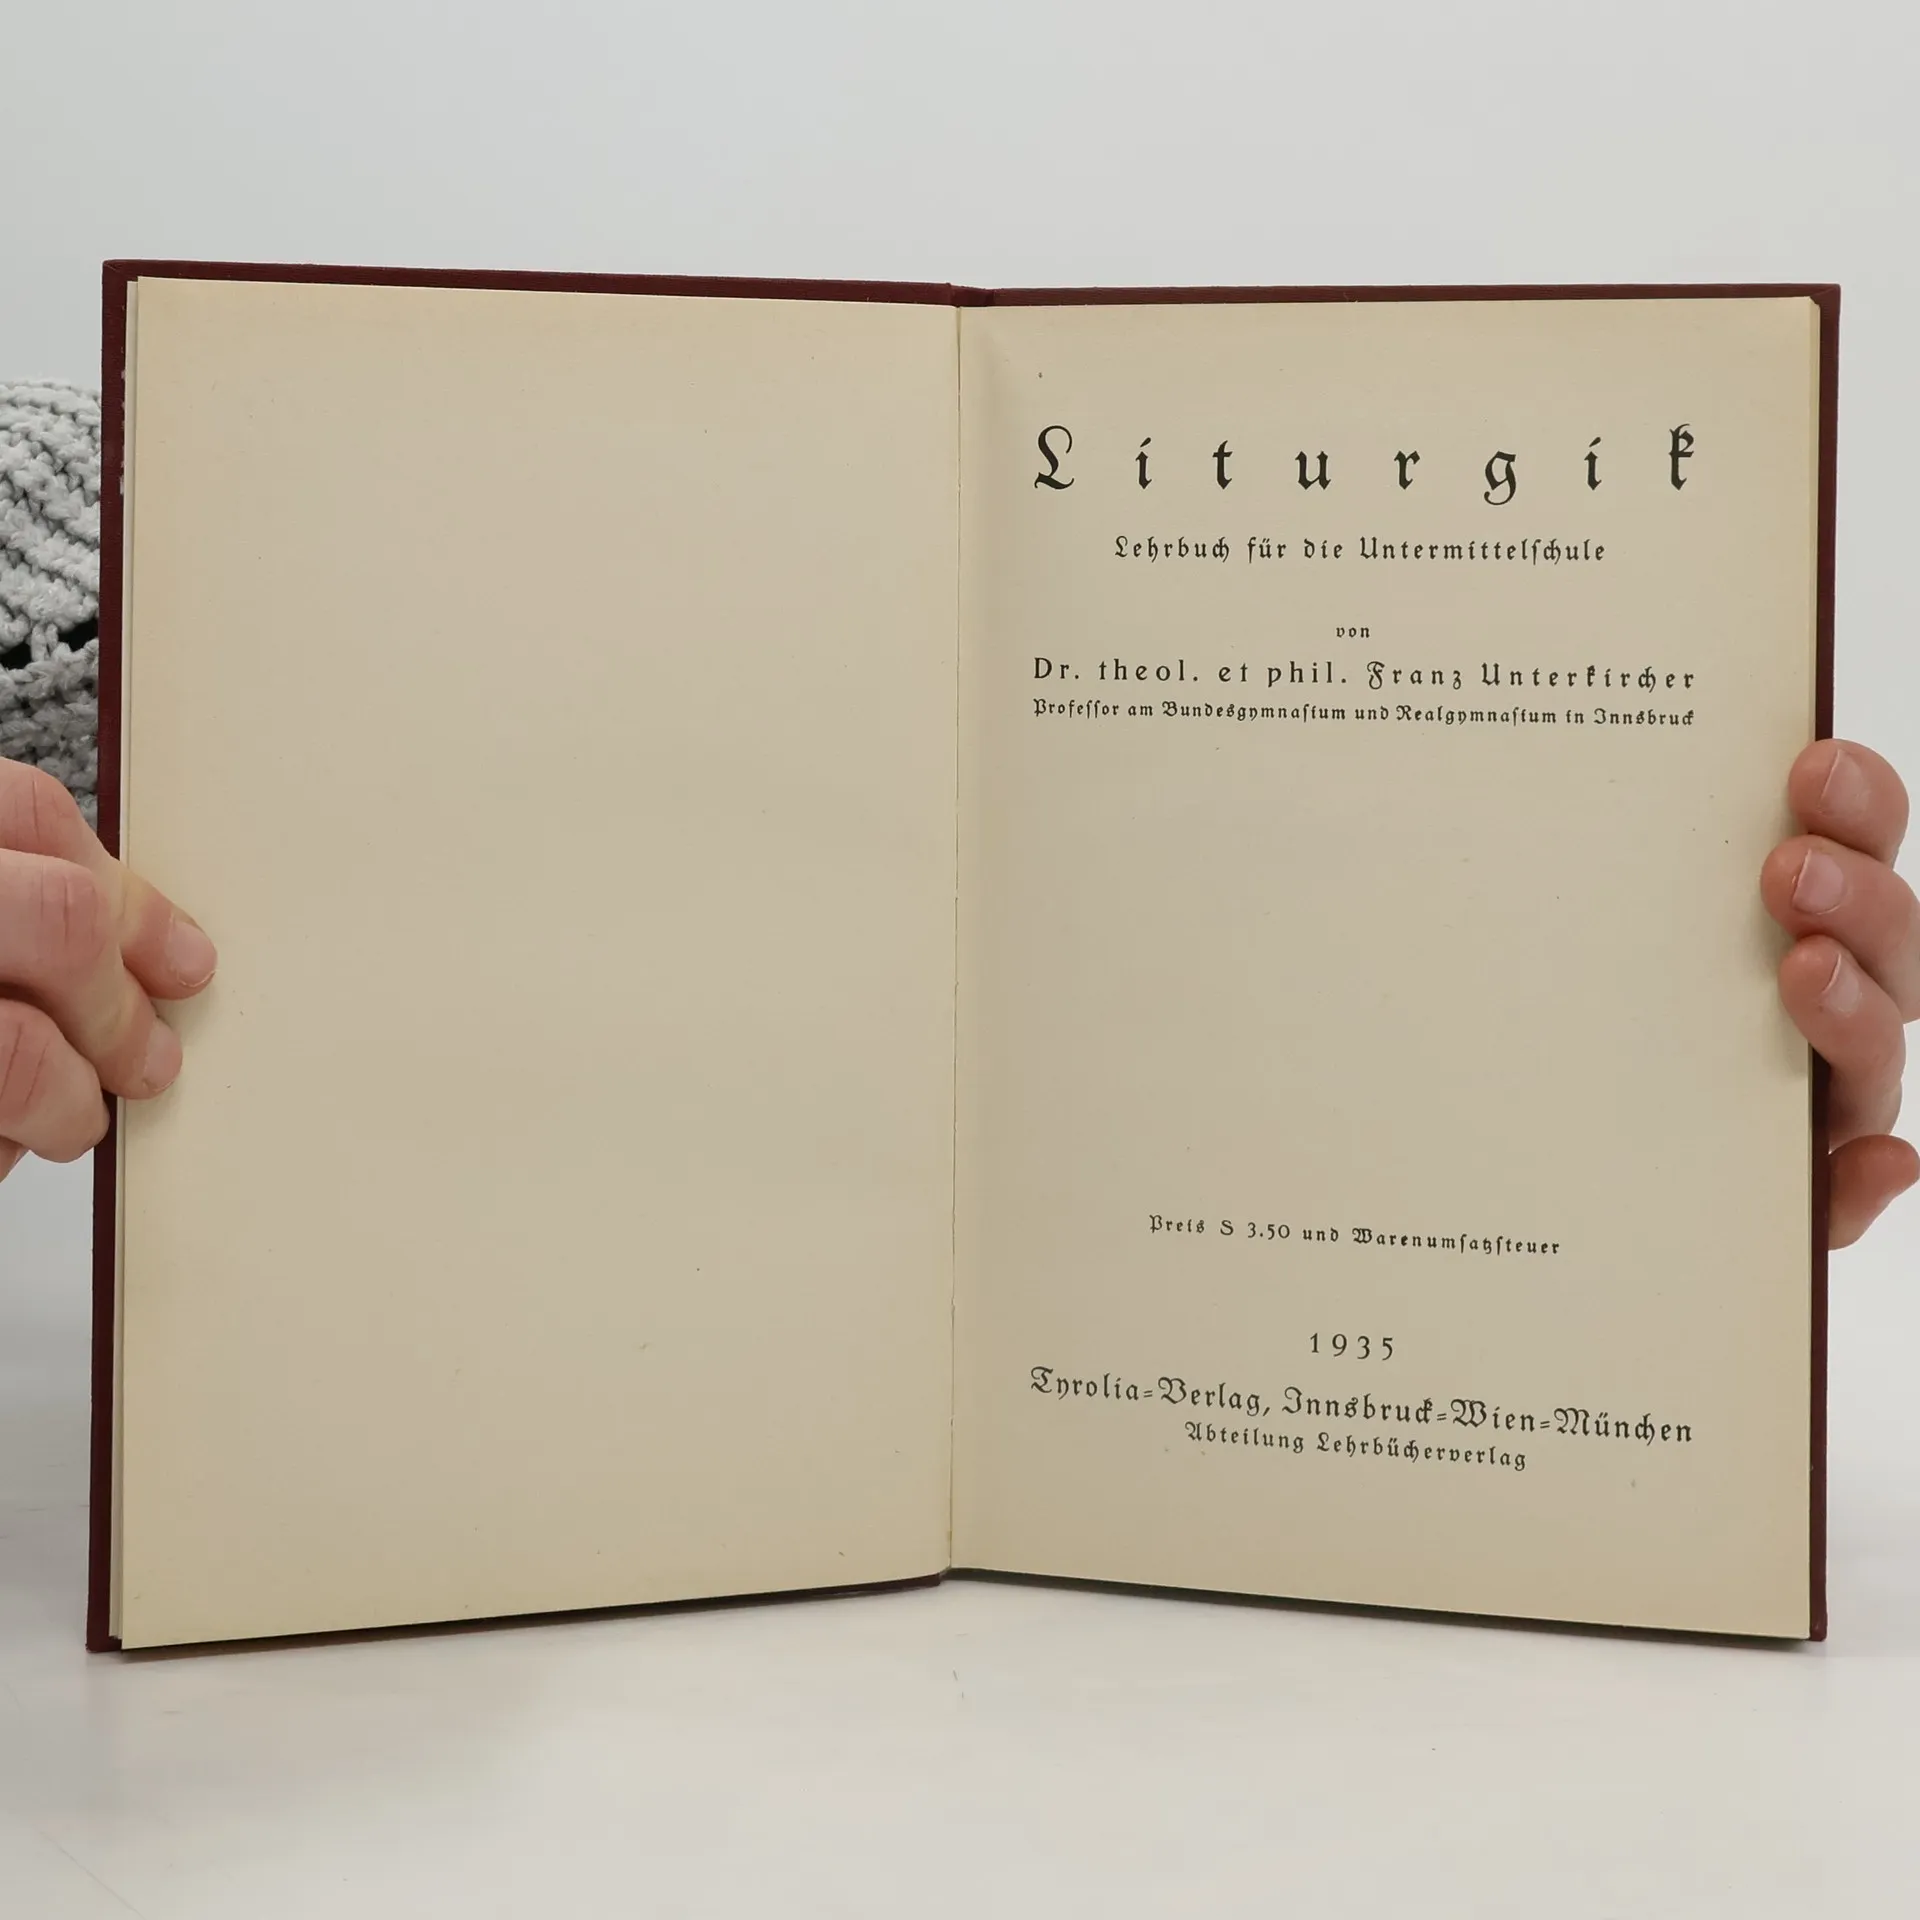 Liturgik
Lehrbuch für die Untermittelſchule
von
Dr. theol. et phil. Franz Unterkircher
Profeſſor am Bundesgymnaſium und Realgymnaſium in Innsbruck
Preis S 3.50 und Warenumſatzſteuer
1935
Tyrolia=Verlag, Innsbruck=Wien=München
Abteilung Lehrbücherverlag